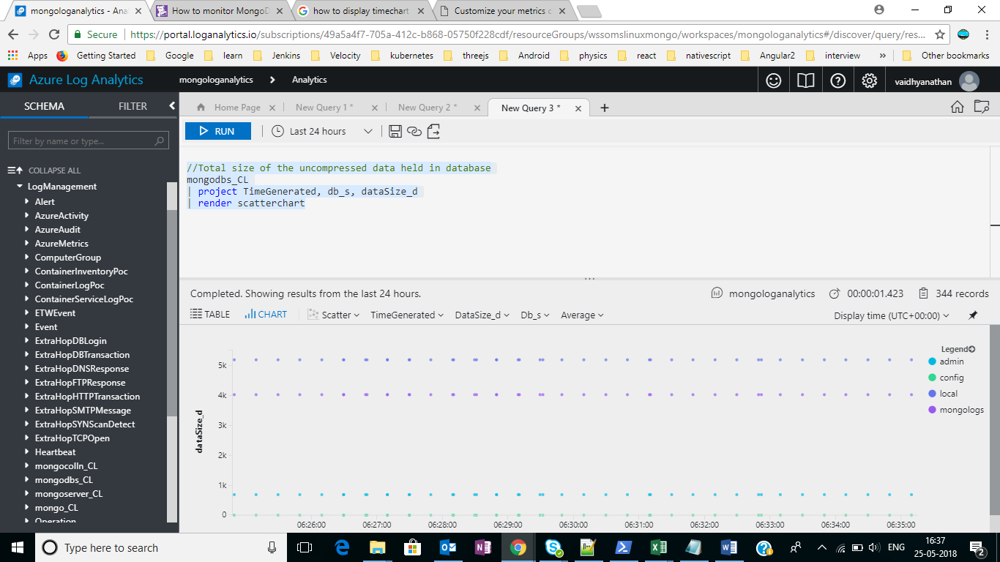 mongologanalytics - Ana
How to monitor MongoD
how to display timechart
Customize your metrics c
Secure
https://portal.loganalytics.io/subscriptions/49a5a4f7-705a-412c-b868-05750f228cdf/resourceGroups/wssomslinuxmongo/workspaces/mongologanalytics#/discover/query/res...
Apps Getting Started Google learn Jenkins Velocity kubernetes threejs Android physics react nativescript Angular2 interview » Other bookmarks
Azure Log Analytics
mongologanalytics > Analytics
vaidhyanathan
SCHEMA
FILTER
Home Page
New Query 1 *
New Query 2 *
New Query 3 *
RUN
Last 24 hours
Filter by name or type...
COLLAPSE ALL
LogManagement
Alert
AzureActivity
AzureAudit
AzureMetrics
ComputerGroup
ContainerInventoryPoc
ContainerLogPoc
ContainerServiceLogPoc
ETWEvent
Event
ExtraHopDBLogin
ExtraHopDBTransaction
ExtraHopDNSResponse
ExtraHopFTPResponse
ExtraHopHTTPTransaction
ExtraHopSMTPMessage
ExtraHopSYNScanDetect
ExtraHopTCPOpen
Heartbeat
mongocolln_CL
mongodbs_CL
mongoserver_CL
mongo_CL
Operation
//Total size of the uncompressed data held in database
mongodbs_CL
| project TimeGenerated, db_s, dataSize_d
| render scatterchart
Completed. Showing results from the last 24 hours.
mongologanalytics
00:00:01.423
344 records
TABLE
CHART
Scatter
TimeGenerated
DataSize_d
Db_s
Average
Display time (UTC+00:00)
dataSize_d
5k
4k
3k
2k
1k
0
06:26:00 06:27:00 06:28:00 06:29:00 06:30:00 06:31:00 06:32:00 06:33:00 06:34:00 06:35:00
Legend
admin
config
local
mongologs
Type here to search
ENG
16:37
25-05-2018
2